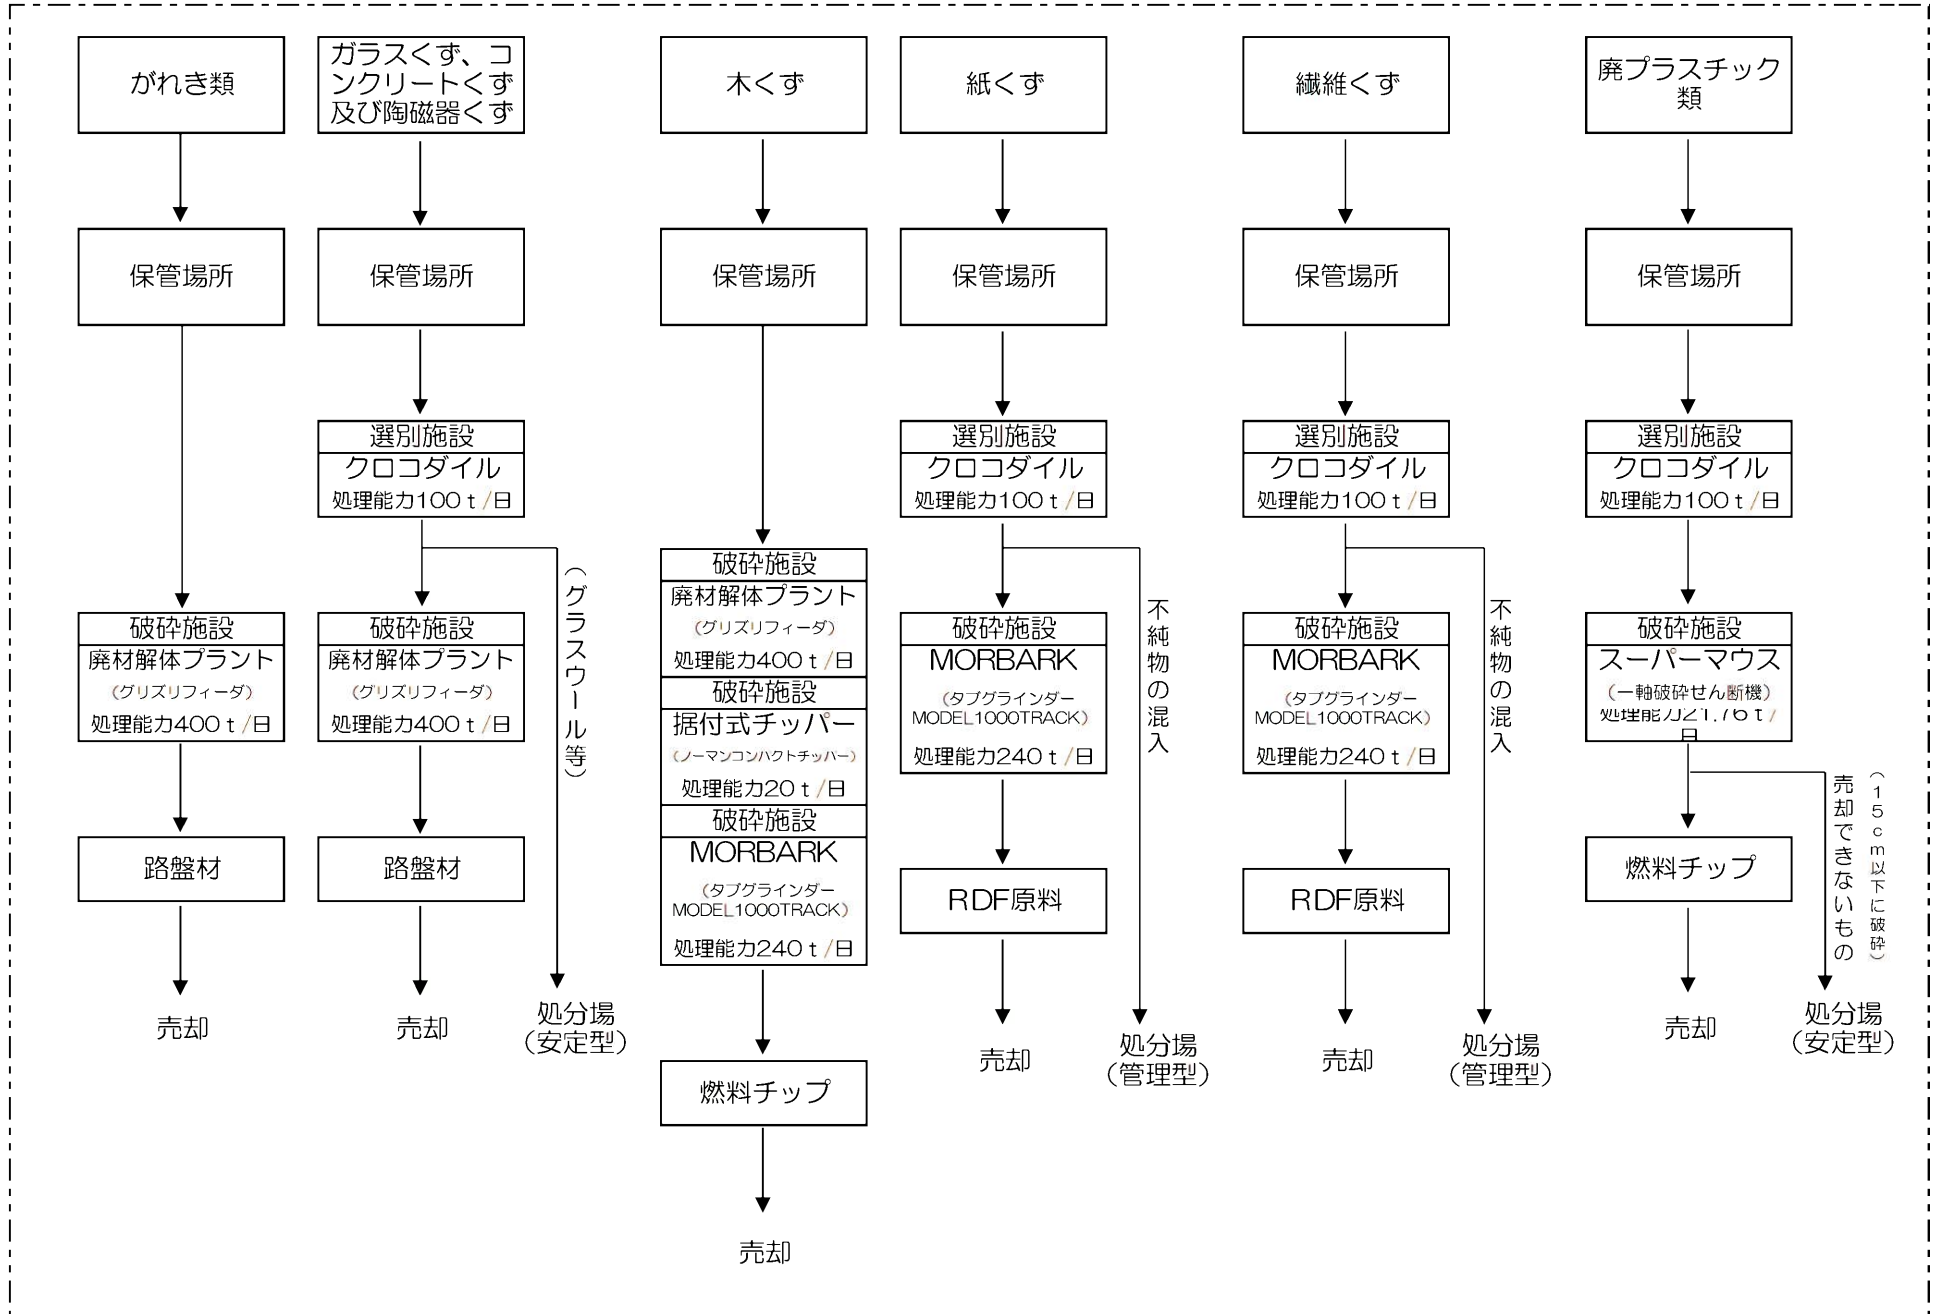 がれき類
ガラスくず、コ
ンクリートくず
及び陶磁器くず
木くず
紙くず
繊維くず
廃プラスチック
類
保管場所
保管場所
保管場所
保管場所
保管場所
保管場所
選別施設
クロコダイル
処理能力100ｔ/日
選別施設
クロコダイル
処理能力100ｔ/日
選別施設
クロコダイル
処理能力100ｔ/日
選別施設
クロコダイル
処理能力100ｔ/日
破砕施設
廃材解体プラント
（グリズリフィーダ）
処理能力400ｔ/日
路盤材
売却
破砕施設
廃材解体プラント
（グリズリフィーダ）
処理能力400ｔ/日
路盤材
売却
（グラスウール等）
処分場
（安定型）
破砕施設
廃材解体プラント
（グリズリフィーダ）
処理能力400ｔ/日
破砕施設
据付式チッパー
（ノーマンコンパクトチッパー）
処理能力20ｔ/日
破砕施設
MORBARK
（タブグラインダー
MODEL1000TRACK）
処理能力240ｔ/日
燃料チップ
売却
破砕施設
MORBARK
（タブグラインダー
MODEL1000TRACK）
処理能力240ｔ/日
RDF原料
売却
不純物の混入
処分場
（管理型）
破砕施設
MORBARK
（タブグラインダー
MODEL1000TRACK）
処理能力240ｔ/日
RDF原料
売却
不純物の混入
処分場
（管理型）
破砕施設
スーパーマウス
（一軸破砕せん断機）
処理能力21.76ｔ/
日
燃料チップ
売却
（15ｃｍ以下に破砕）
売却できないもの
処分場
（安定型）